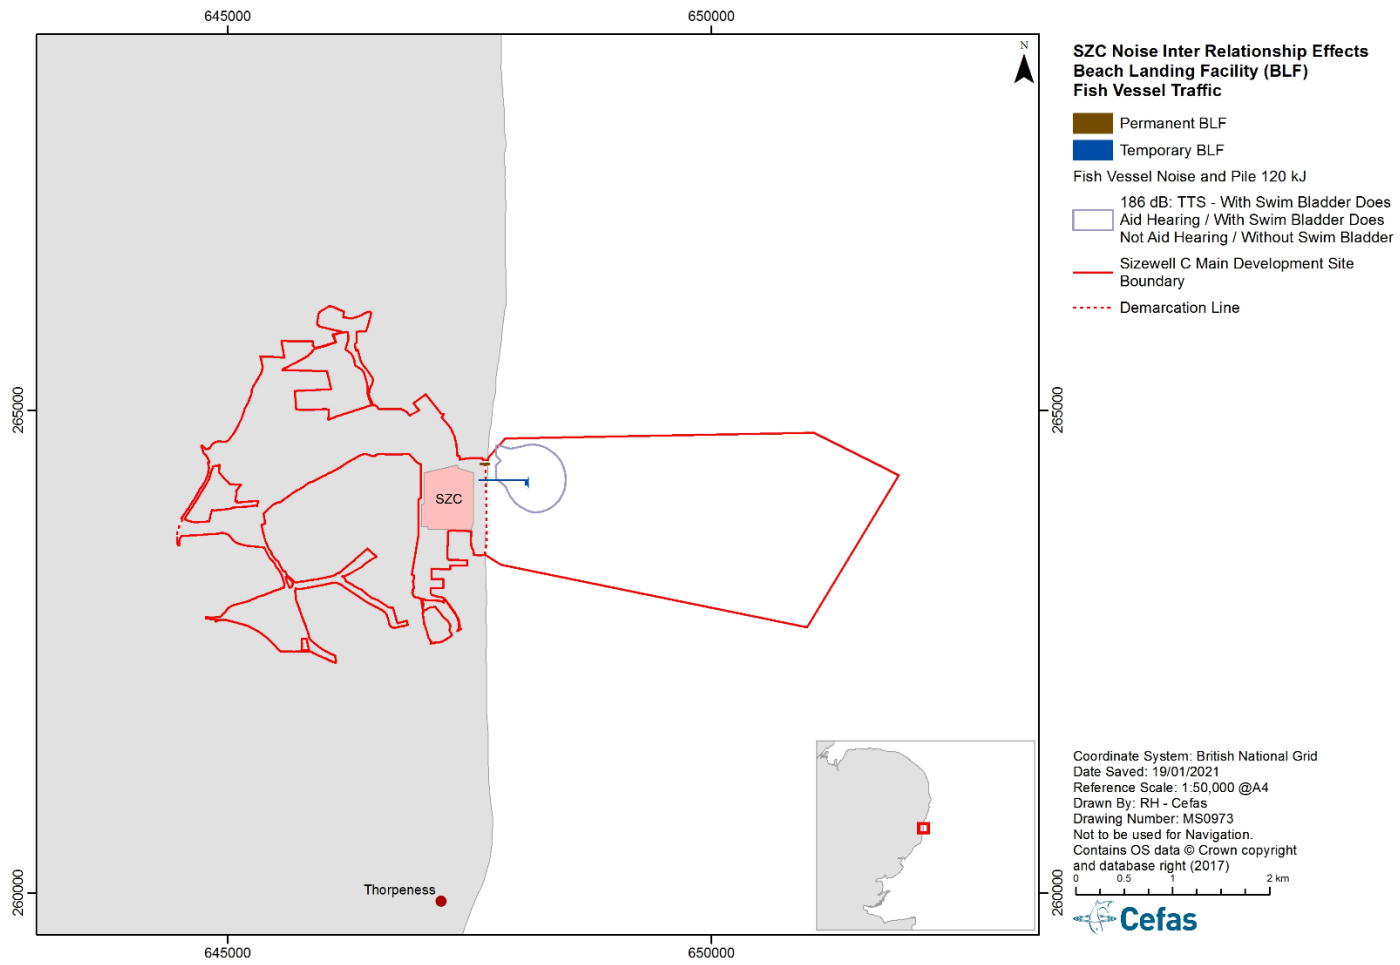 645000
650000
N
SZC Noise Inter Relationship Effects
Beach Landing Facility (BLF)
Fish Vessel Traffic
Permanent BLF
Temporary BLF
Fish Vessel Noise and Pile 120 kJ
186 dB: TTS - With Swim Bladder Does
Aid Hearing / With Swim Bladder Does
Not Aid Hearing / Without Swim Bladder
Sizewell C Main Development Site
Boundary
Demarcation Line
265000
265000
SZC
Thorpeness
260000
260000
645000
650000
Coordinate System: British National Grid
Date Saved: 19/01/2021
Reference Scale: 1:50,000 @A4
Drawn By: RH - Cefas
Drawing Number: MS0973
Not to be used for Navigation.
Contains OS data © Crown copyright
and database right (2017)
0 0.5 1 2 km
Cefas